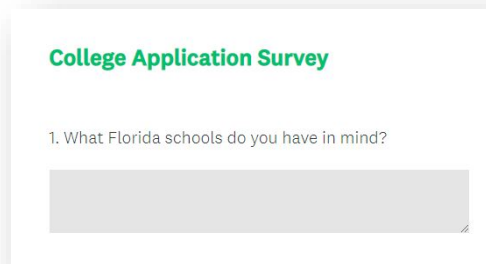 College Application Survey
1. What Florida schools do you have in mind?